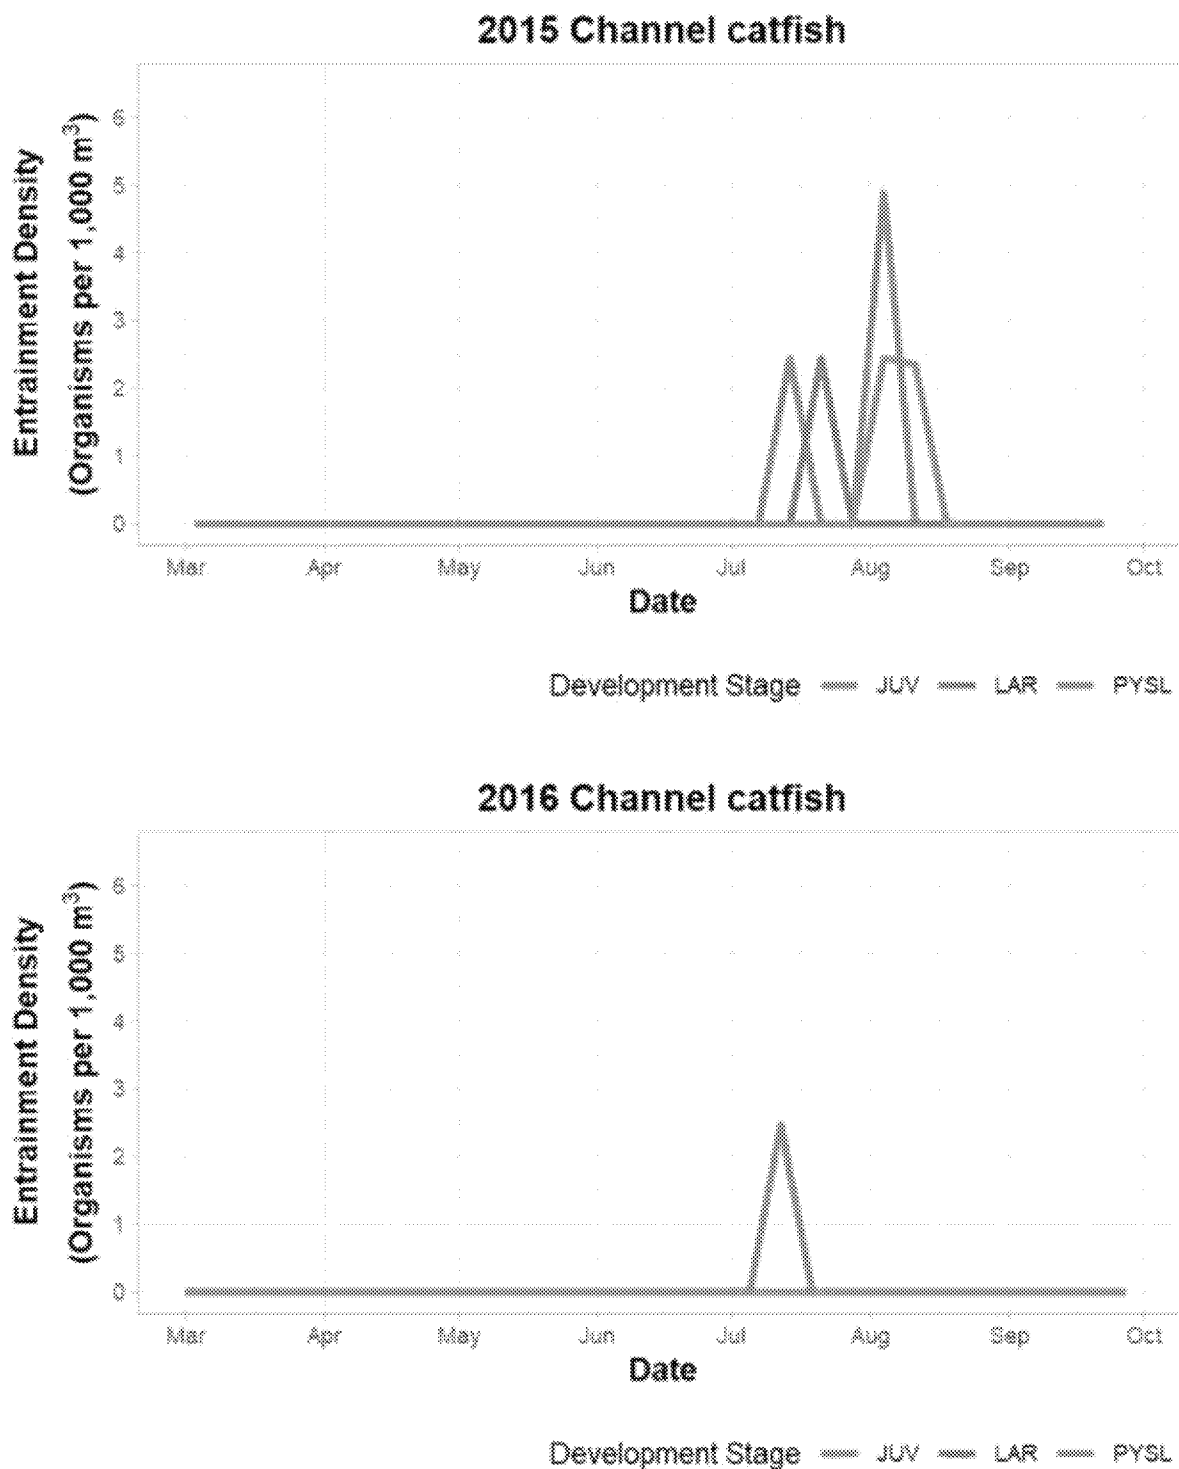 2015 Channel catfish
Entrainment Density
(Organisms per 1,000 m³)
6
5
4
3
2
1
0
Mar Apr May Jun Jul Aug Sep Oct
Date
Development Stage JUV LAR PYSL
2016 Channel catfish
Entrainment Density
(Organisms per 1,000 m³)
6
5
4
3
2
1
0
Mar Apr May Jun Jul Aug Sep Oct
Date
Development Stage JUV LAR PYSL